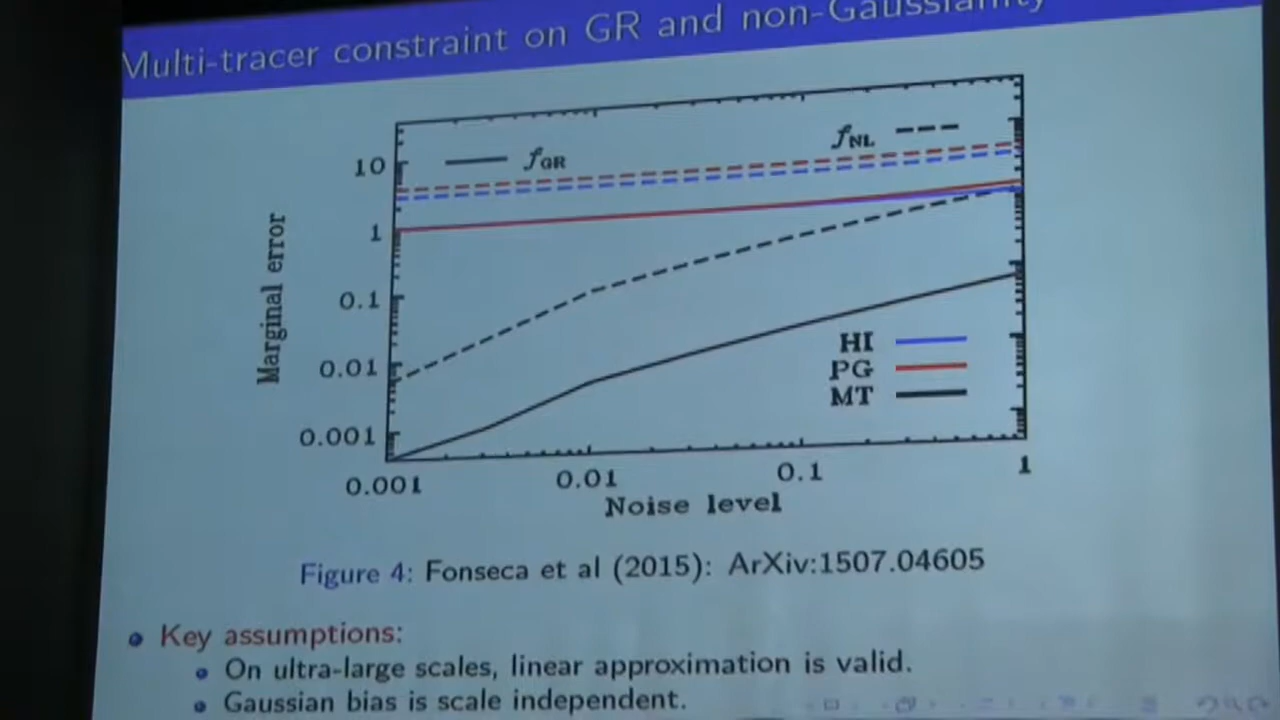 Multi-tracer constraint on GR and non-Gaussianity
10
1
0.1
0.01
0.001
Marginal error
fGR
fNL
HI
PG
MT
0.001
0.01
0.1
1
Noise level
Figure 4: Fonseca et al (2015): ArXiv:1507.04605
Key assumptions:
On ultra-large scales, linear approximation is valid.
Gaussian bias is scale independent.